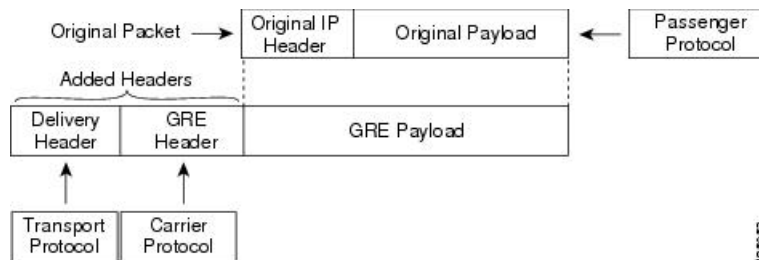 Original Packet
Original IP
Header
Original Payload
Passenger
Protocol
Added Headers
Delivery
Header
GRE
Header
GRE Payload
Transport
Protocol
Carrier
Protocol